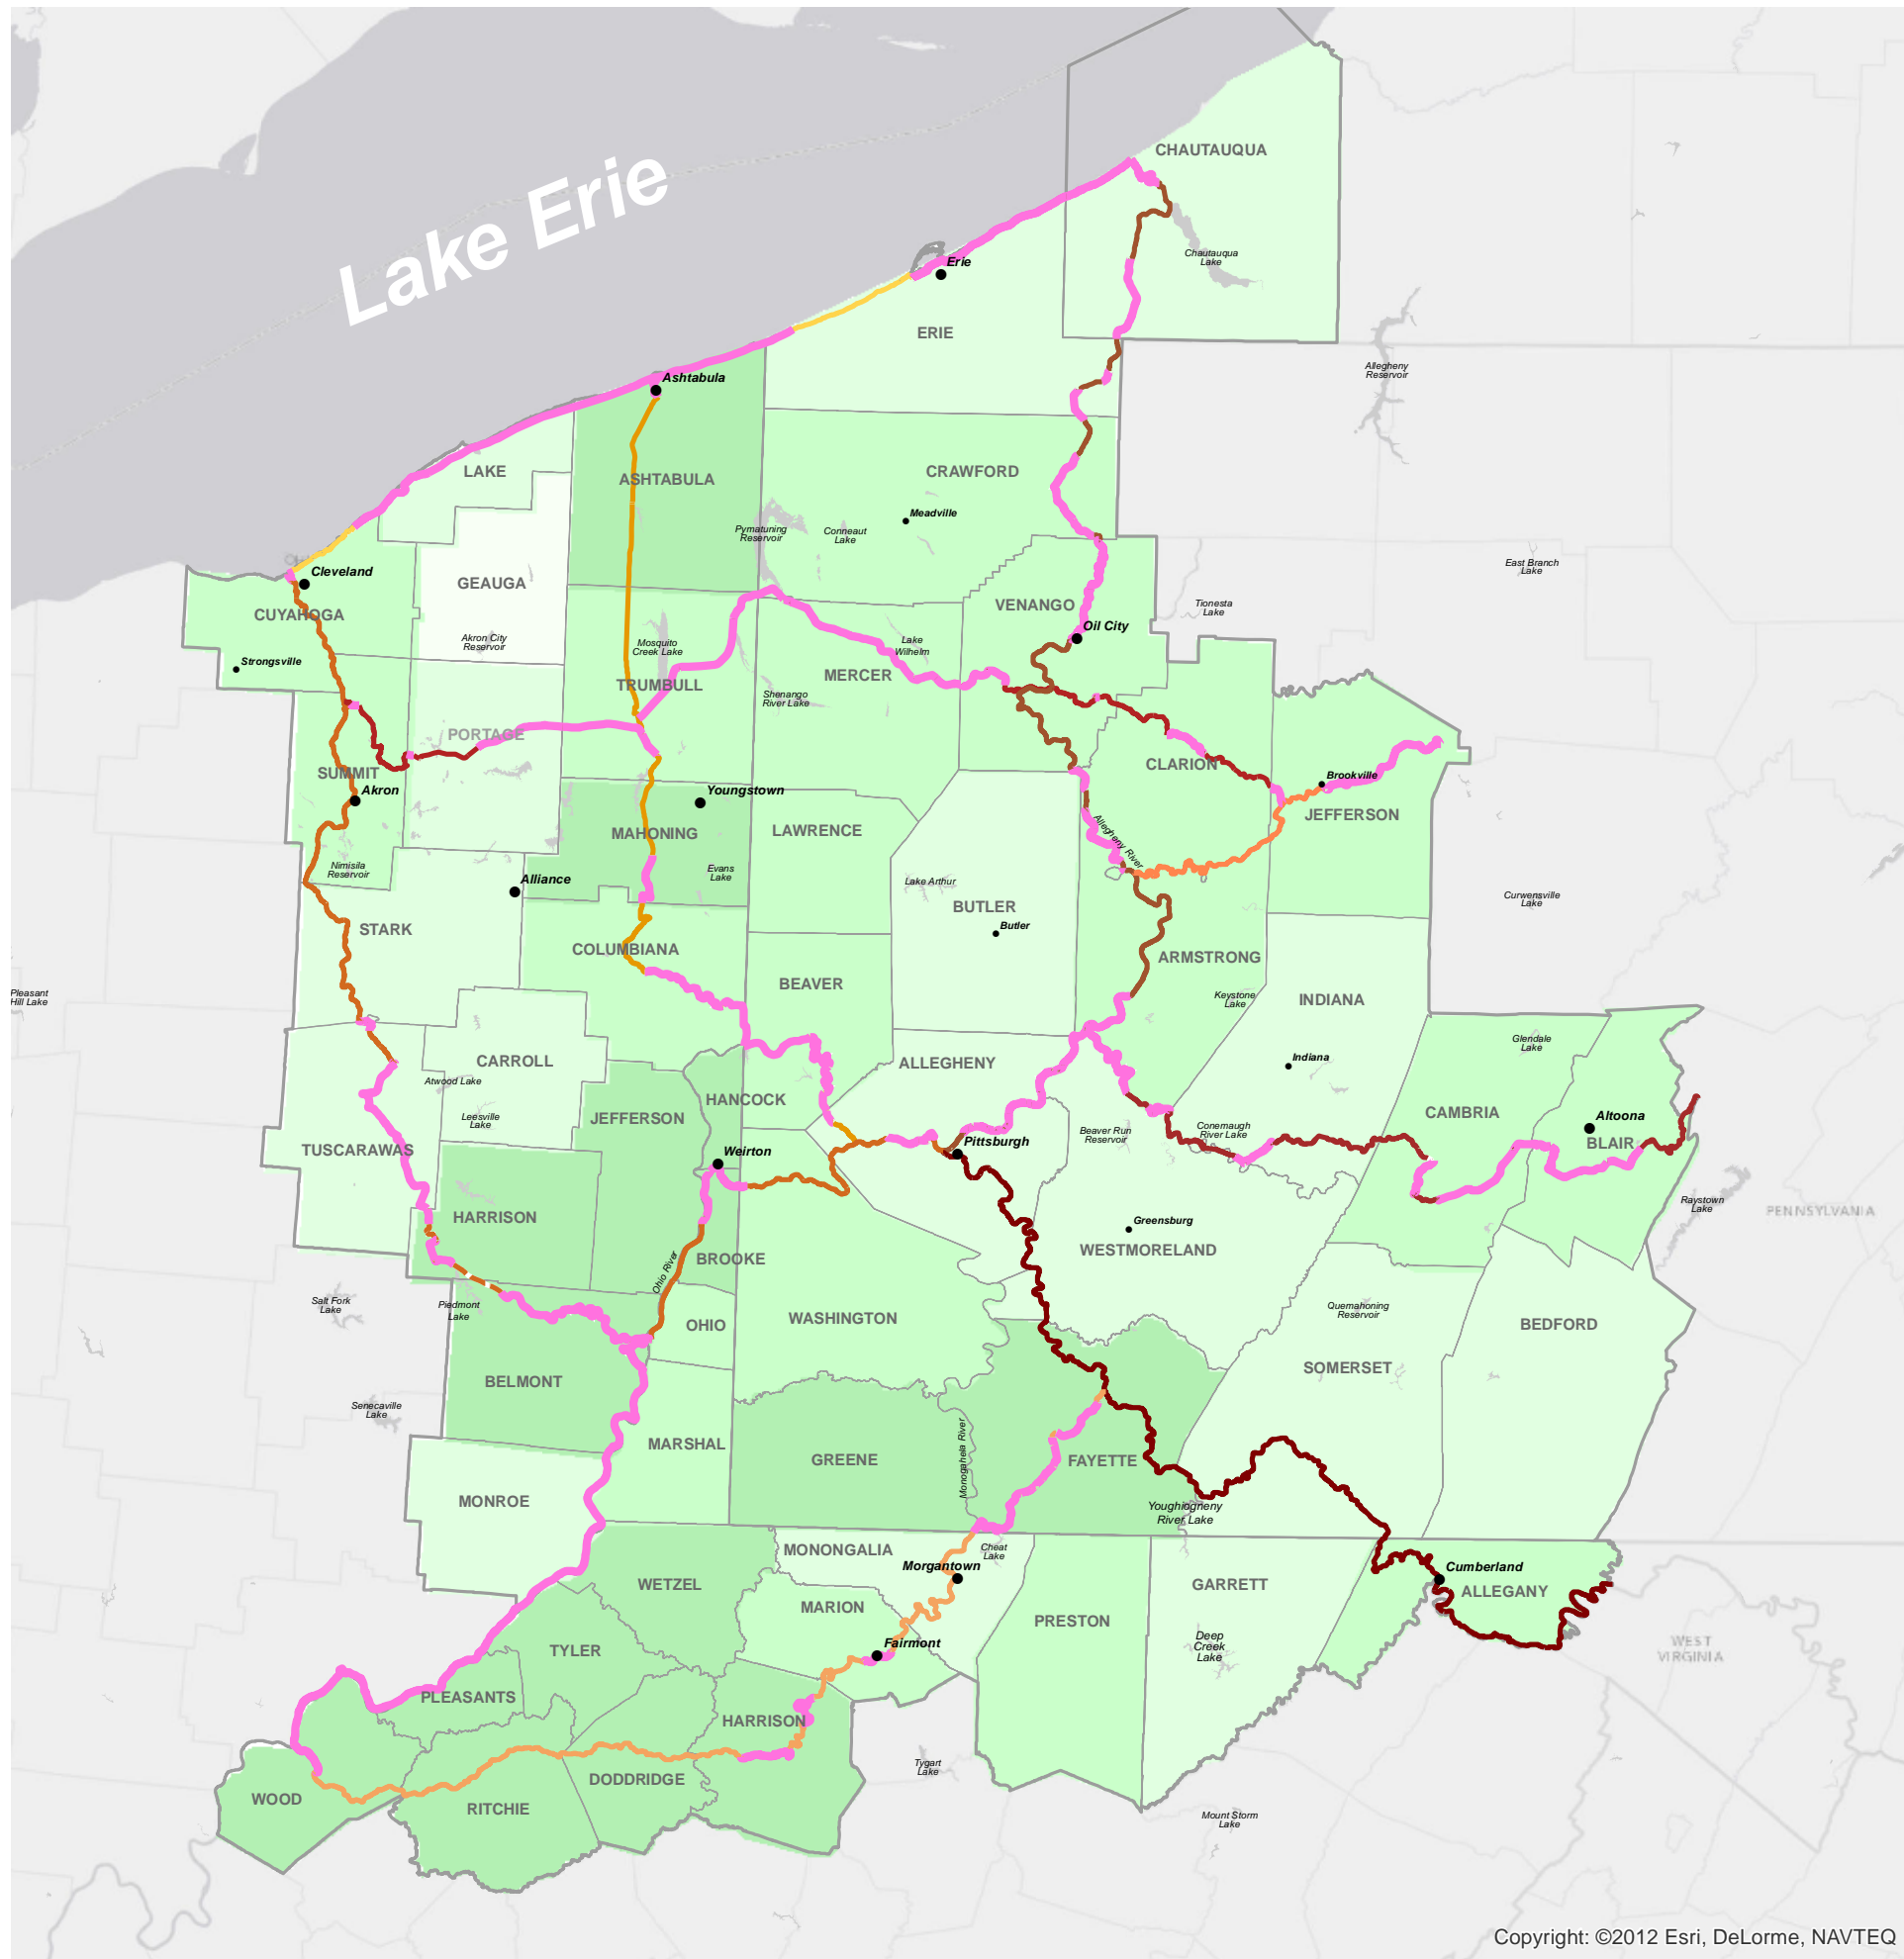 CHAUTAUQUA
Lake Erie
Chautauqua
Lake
Erie
ERIE
Allegheny
Reservoir
Ashtabula
LAKE
ASHTABULA
CRAWFORD
Meadville
Pymatuning
Reservoir
Conneaut
Lake
Cleveland
GEAUGA
East Branch
Lake
CUYAHOGA
VENANGO
Tionesta
Lake
Oil City
Akron City
Reservoir
Mosquito
Creek Lake
Lake
Wilhelm
Strongsville
TRUMBULL
MERCER
Shenango
River Lake
PORTAGE
SUMMIT
CLARION
Brookville
Akron
Youngstown
JEFFERSON
MAHONING
LAWRENCE
Allegheny River
Nimisila
Reservoir
Evans
Lake
Alliance
Lake Arthur
BUTLER
Curwensville
Lake
STARK
Butler
COLUMBIANA
ARMSTRONG
BEAVER
Pleasant
Hill Lake
Keystone
Lake
INDIANA
Glendale
Lake
CARROLL
ALLEGHENY
Indiana
Atwood Lake
HANCOCK
JEFFERSON
Leesville
Lake
CAMBRIA
Altoona
Beaver Run
Reservoir
Conemaugh
River Lake
Pittsburgh
BLAIR
TUSCARAWAS
Weirton
Raystown
Lake
PENNSYLVANIA
HARRISON
Greensburg
WESTMORELAND
BROOKE
Ohio River
Salt Fork
Lake
Piedmont
Lake
Quemahoning
Reservoir
OHIO
WASHINGTON
BEDFORD
SOMERSET
BELMONT
Senecaville
Lake
MARSHAL
Monogahela River
GREENE
FAYETTE
MONROE
Youghiogheny
River Lake
MONONGALIA
Cheat
Lake
Morgantown
Cumberland
WETZEL
GARRETT
ALLEGANY
MARION
PRESTON
Fairmont
Deep
Creek
Lake
WEST
VIRGINIA
TYLER
PLEASANTS
HARRISON
Tygart
Lake
DODDRIDGE
WOOD
RITCHIE
Mount Storm
Lake
Copyright: ©2012 Esri, DeLorme, NAVTEQ